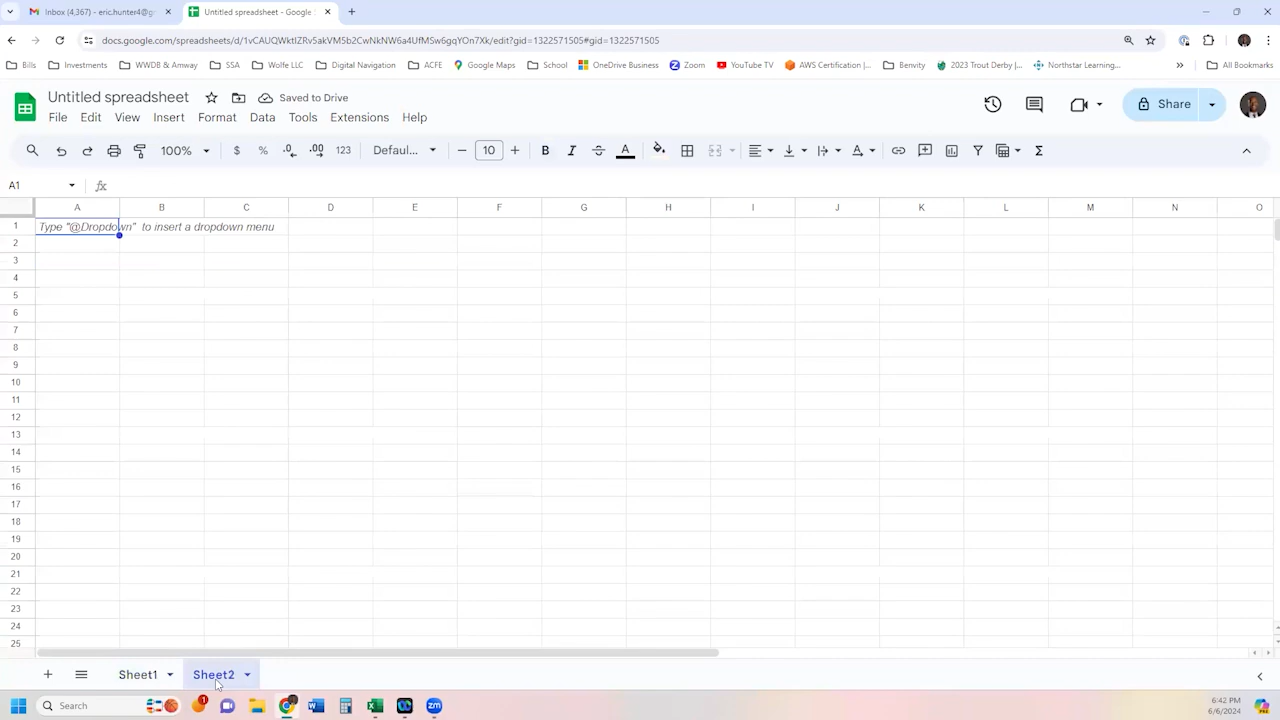 Inbox (4,367) - eric.hunter4@g
Untitled spreadsheet - Google
docs.google.com/spreadsheets/d/1vCAUQWktIZRv5akVM5b2CwNkNW6a4UfMSw6gqYOn7Xk/edit?gid=1322571505#gid=1322571505
Bills Investments WWDB & Amway SSA Wolfe LLC Digital Navigation ACFE Google Maps School OneDrive Business Zoom YouTube TV AWS Certification |... Benvity 2023 Trout Derby |... Northstar Learning... » All Bookmarks
Untitled spreadsheet Saved to Drive
File Edit View Insert Format Data Tools Extensions Help
Share
100% $ % .0 .00 123 Defaul... 10 B I S A Σ
A1 fx
A B C D E F G H I J K L M N O
1 Type "@Dropdown" to insert a dropdown menu
2
3
4
5
6
7
8
9
10
11
12
13
14
15
16
17
18
19
20
21
22
23
24
25
Sheet1 Sheet2
Search
6:42 PM
6/6/2024